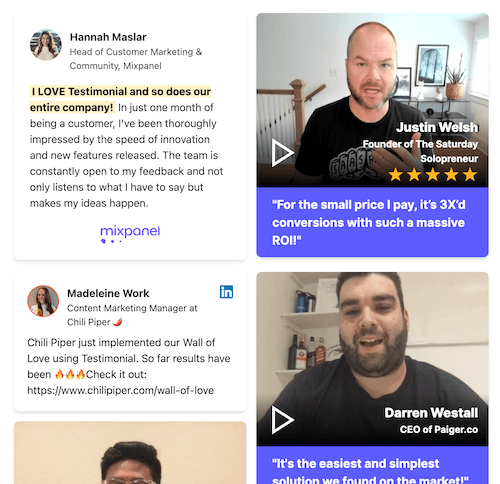 Hannah Maslar
Head of Customer Marketing &
Community, Mixpanel
I LOVE Testimonial and so does our
entire company! In just one month of
being a customer, I've been thoroughly
impressed by the speed of innovation
and new features released. The team is
constantly open to my feedback and not
only listens to what I have to say but
makes my ideas happen.
mixpanel
Justin Welsh
Founder of The Saturday
Solopreneur
"For the small price I pay, it's 3X'd
conversions with such a massive
ROI!"
Madeleine Work
Content Marketing Manager at
Chili Piper 🌶️
in
Chili Piper just implemented our Wall of
Love using Testimonial. So far results have
been 🔥🔥🔥Check it out:
https://www.chilipiper.com/wall-of-love
Darren Westall
CEO of Paiger.co
"It's the easiest and simplest
solution we found on the market!"